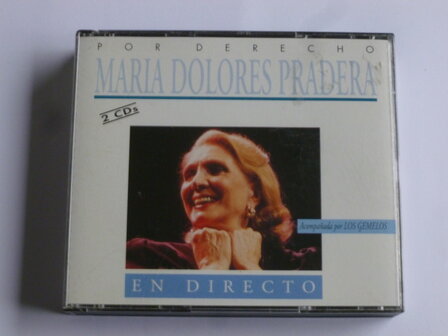 POR DERECHO
MARIA DOLORES PRADERA
2 CDs
Acompañada por LOS GEMELOS
EN DIRECTO